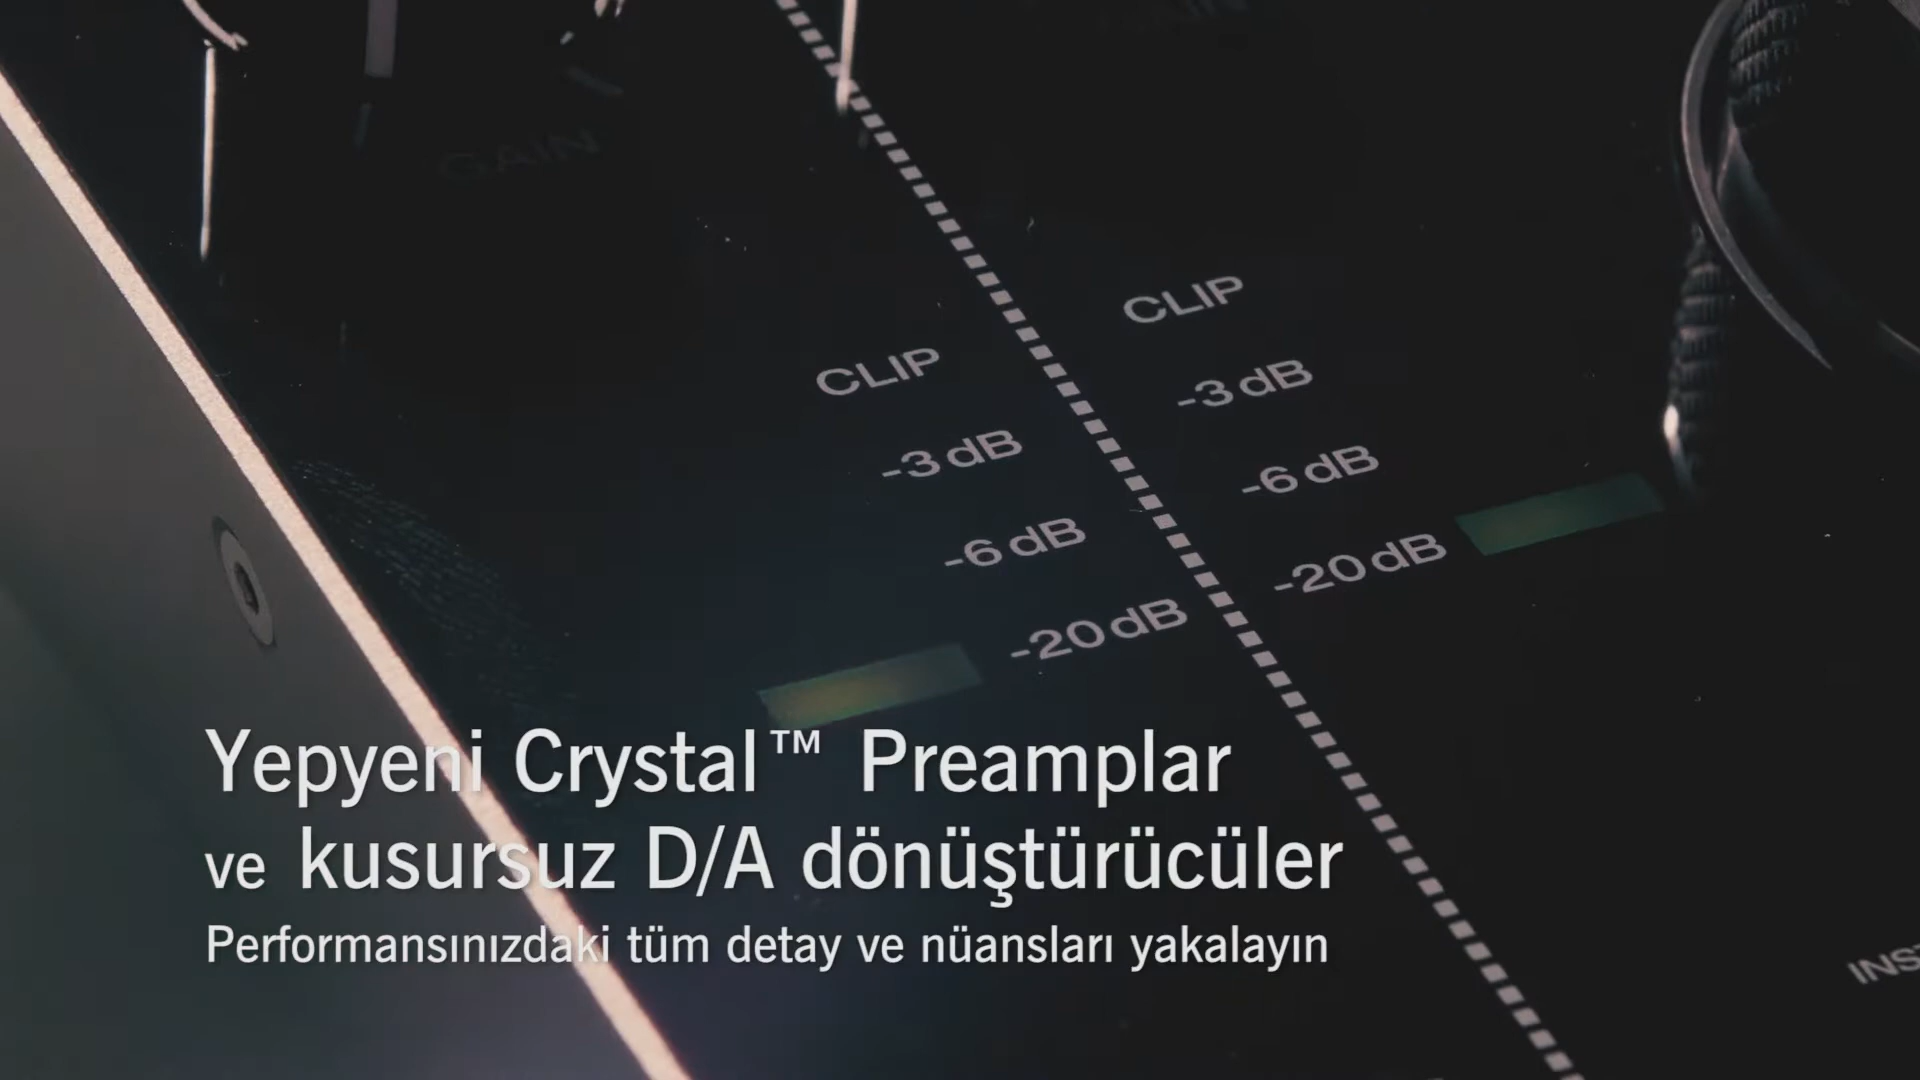 GAIN
CLIP
-3 dB
-6 dB
-20 dB
CLIP
-3 dB
-6 dB
-20 dB
Yepyeni Crystal™ Preamplar
ve kusursuz D/A dönüştürücüler
Performansınızdaki tüm detay ve nüansları yakalayın